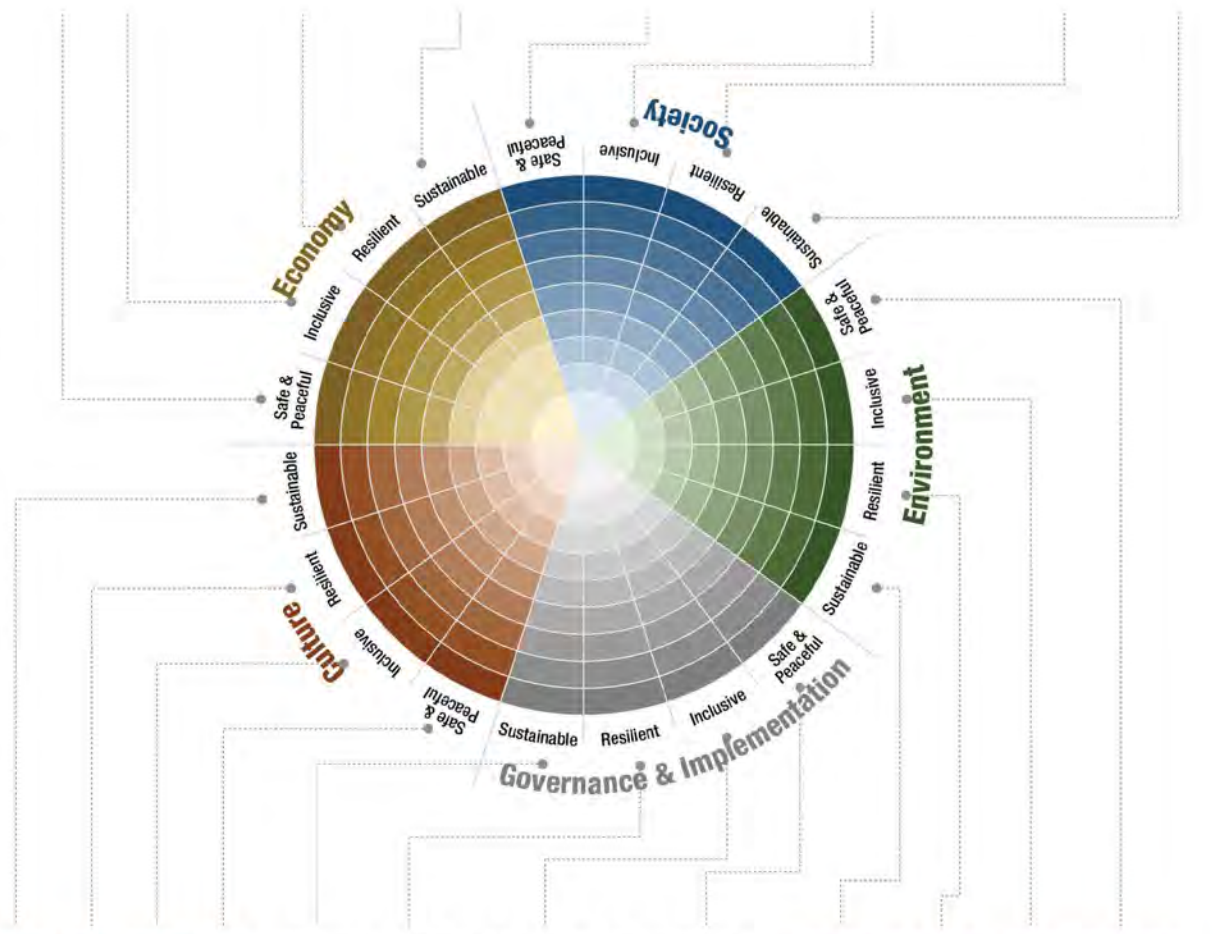 Society
Safe &
Peaceful
Inclusive
Resilient
Sustainable
Environment
Safe &
Peaceful
Inclusive
Resilient
Sustainable
Governance & Implementation
Safe &
Peaceful
Inclusive
Resilient
Sustainable
Culture
Safe &
Peaceful
Inclusive
Resilient
Sustainable
Economy
Safe &
Peaceful
Inclusive
Resilient
Sustainable